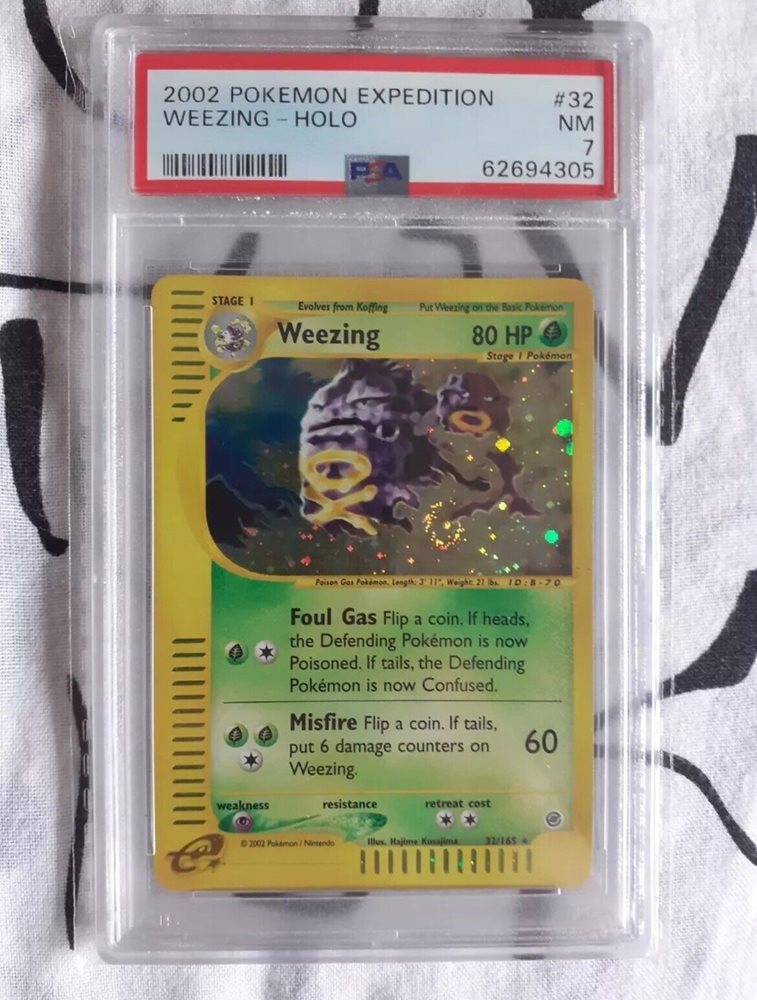 2002 POKEMON EXPEDITION #32
WEEZING - HOLO NM
7
PSA 62694305
STAGE 1 Evolves from Koffing Put Weezing on the Basic Pokémon
Weezing 80 HP
Stage 1 Pokémon
Poison Gas Pokémon. Length: 3' 11", Weight: 21 lbs. ID: B-70
Foul Gas Flip a coin. If heads,
the Defending Pokémon is now
Poisoned. If tails, the Defending
Pokémon is now Confused.
Misfire Flip a coin. If tails,
put 6 damage counters on 60
Weezing.
weakness resistance retreat cost
e
© 2002 Pokémon / Nintendo Illus. Hajime Kusajima 32/165 ★